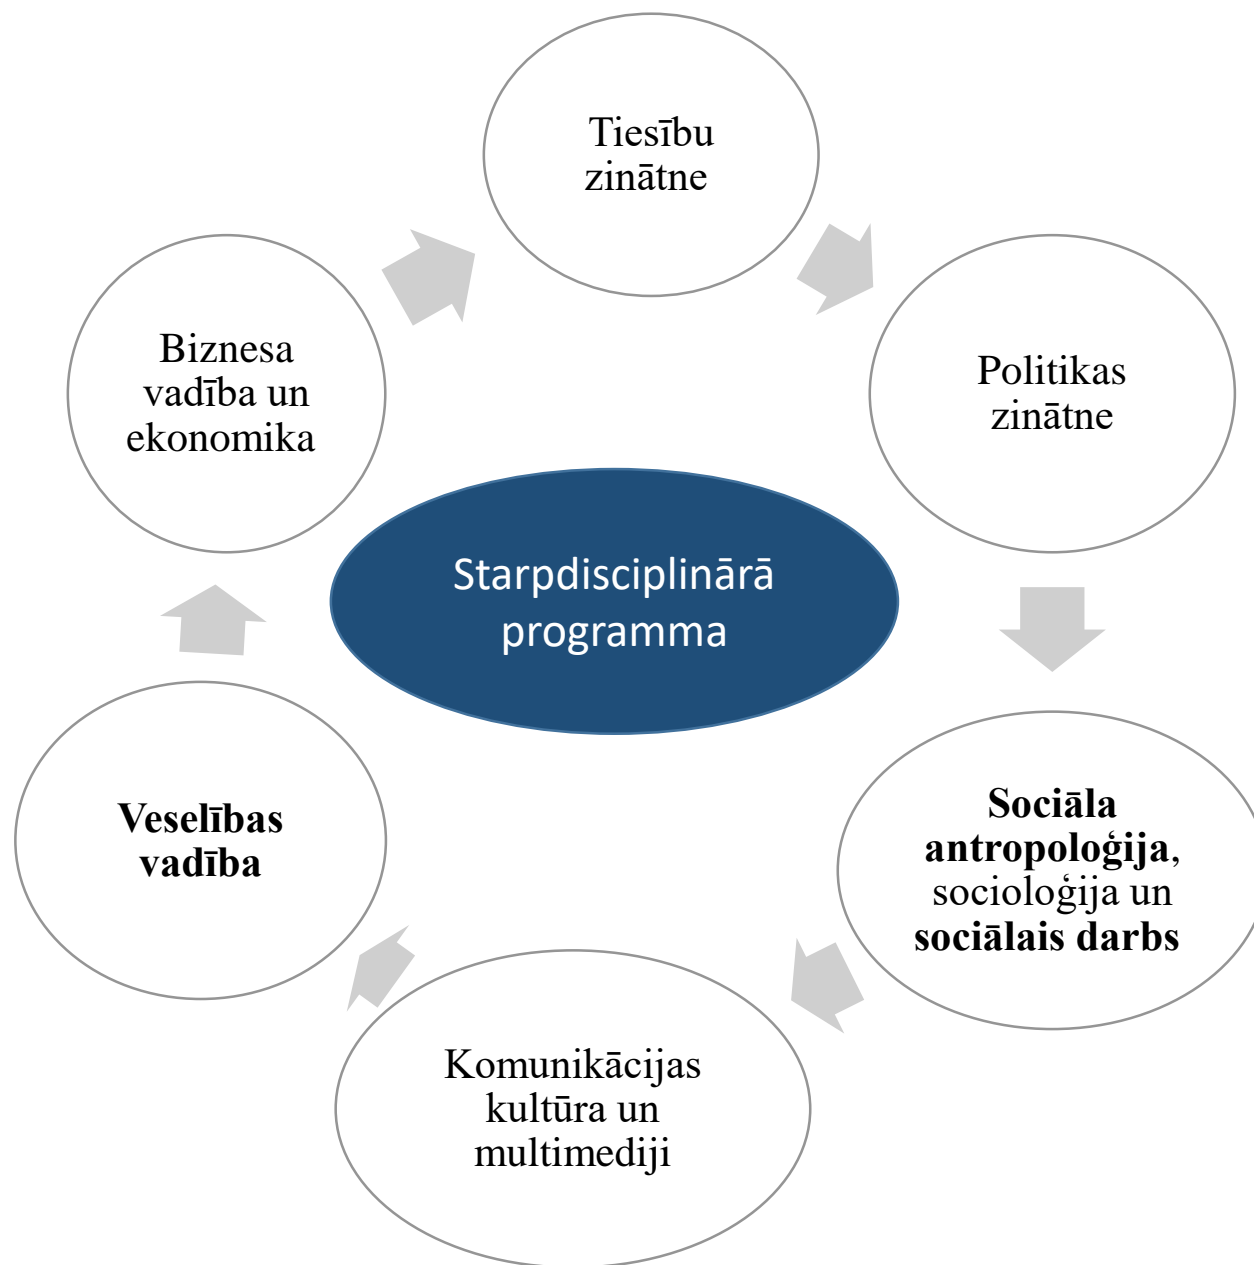 Tiesību
zinātne
Politikas
zinātne
Sociāla
antropoloģija,
socioloģija un
sociālais darbs
Komunikācijas
kultūra un
multimediji
Veselības
vadība
Biznesa
vadība un
ekonomika
Starpdisciplinārā
programma